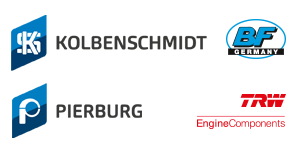 KS KOLBENSCHMIDT
BF
GERMANY
P PIERBURG
TRW
EngineComponents